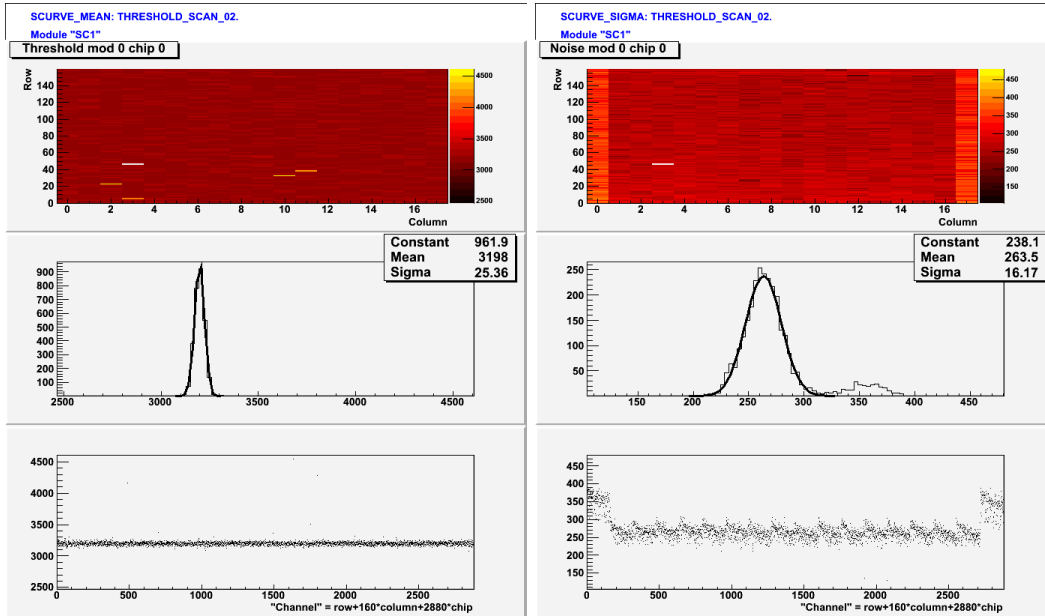 SCURVE_MEAN: THRESHOLD_SCAN_02.
Module "SC1"
Threshold mod 0 chip 0
Row
140
120
100
80
60
40
20
0
0 2 4 6 8 10 12 14 16
Column
4500
4000
3500
3000
2500
Constant 961.9
Mean 3198
Sigma 25.36
900
800
700
600
500
400
300
200
100
2500 3000 3500 4000 4500
4500
4000
3500
3000
2500
0 500 1000 1500 2000 2500
"Channel" = row+160*column+2880*chip
SCURVE_SIGMA: THRESHOLD_SCAN_02.
Module "SC1"
Noise mod 0 chip 0
Row
140
120
100
80
60
40
20
0
0 2 4 6 8 10 12 14 16
Column
450
400
350
300
250
200
150
Constant 238.1
Mean 263.5
Sigma 16.17
250
200
150
100
50
150 200 250 300 350 400 450
450
400
350
300
250
200
150
100
0 500 1000 1500 2000 2500
"Channel" = row+160*column+2880*chip